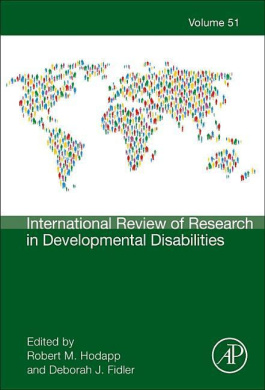 Volume 51
International Review of Research
in Developmental Disabilities
Edited by
Robert M. Hodapp
and Deborah J. Fidler
AP